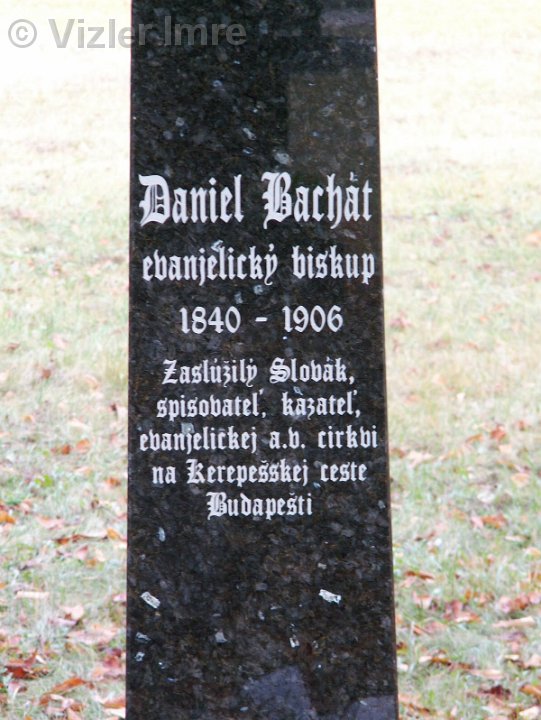 © Vizler.Imre
Daniel Bachát
evanjelický biskup
1840 - 1906
Zaslúžilý Slovák,
spisovateľ, kazateľ,
evanjelickej a.v. cirkvi
na Kerepešskej ceste
Budapešti